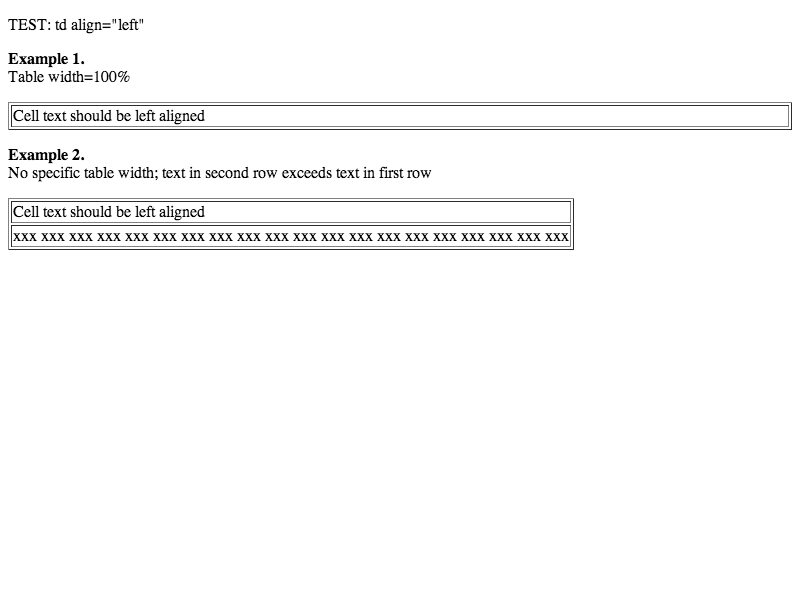 TEST: td align="left"
Example 1.
Table width=100%
Cell text should be left aligned
Example 2.
No specific table width; text in second row exceeds text in first row
Cell text should be left aligned
xxx xxx xxx xxx xxx xxx xxx xxx xxx xxx xxx xxx xxx xxx xxx xxx xxx xxx xxx xxx